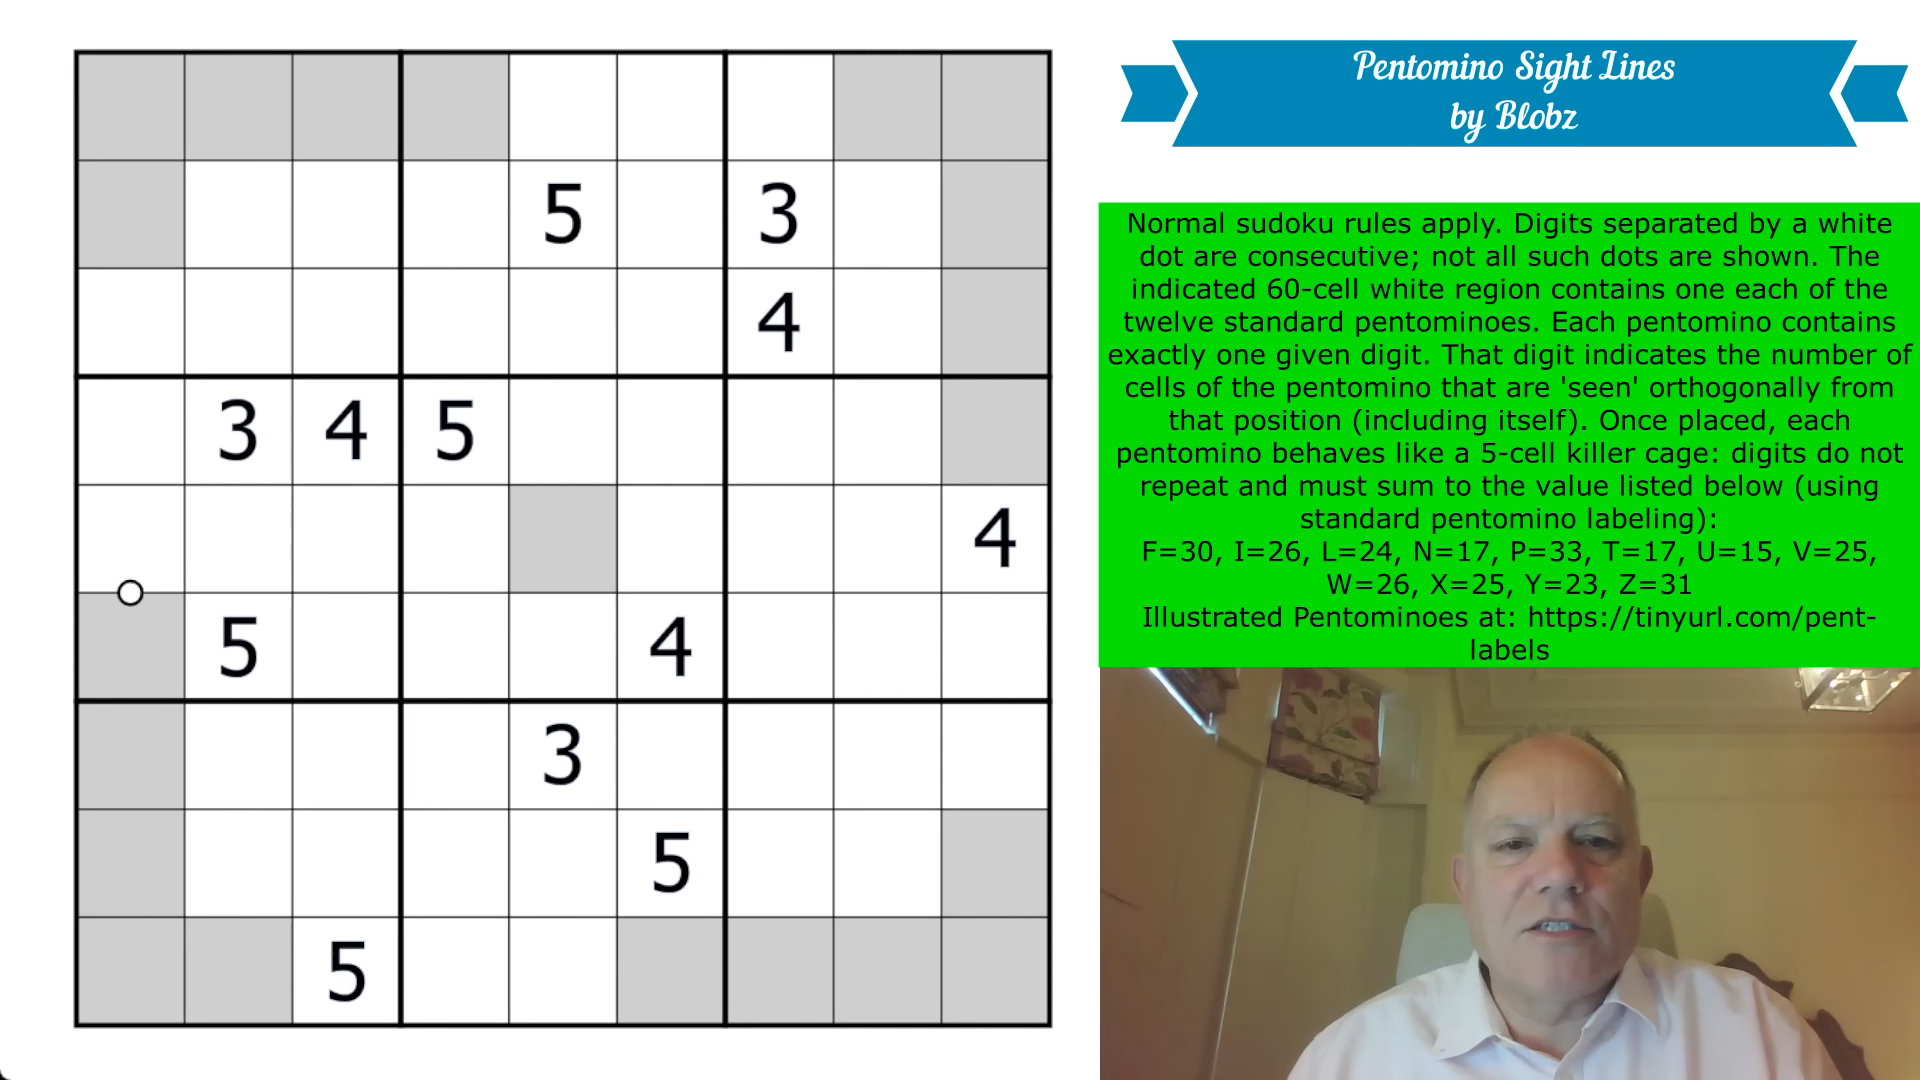 Pentomino Sight Lines
by Blobz
Normal sudoku rules apply. Digits separated by a white
dot are consecutive; not all such dots are shown. The
indicated 60-cell white region contains one each of the
twelve standard pentominoes. Each pentomino contains
exactly one given digit. That digit indicates the number of
cells of the pentomino that are 'seen' orthogonally from
that position (including itself). Once placed, each
pentomino behaves like a 5-cell killer cage: digits do not
repeat and must sum to the value listed below (using
standard pentomino labeling):
F=30, I=26, L=24, N=17, P=33, T=17, U=15, V=25,
W=26, X=25, Y=23, Z=31
Illustrated Pentominoes at: https://tinyurl.com/pent-
labels
5 3
4
3 4 5
4
5 4
3
5
5